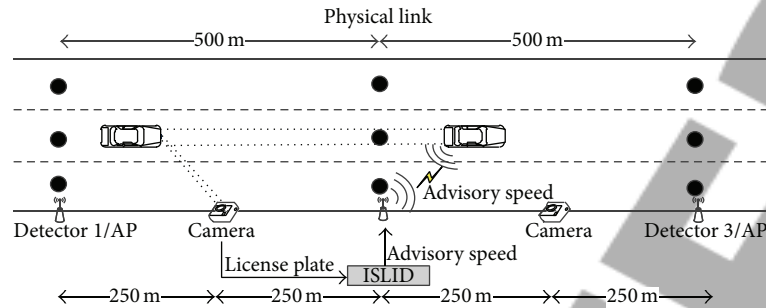 Physical link
500 m 500 m
Advisory speed
Detector 1/AP Camera Camera Detector 3/AP
Advisory speed
License plate
ISLID
250 m 250 m 250 m 250 m